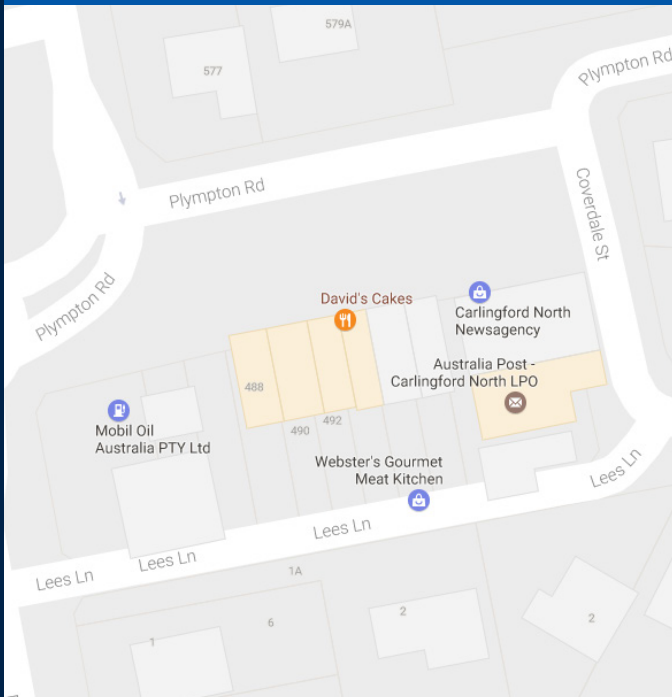 579A
577
Plympton Rd
Plympton Rd
Coverdale St
Plympton Rd
David's Cakes
Carlingford North
Newsagency
Australia Post -
Carlingford North LPO
488
492
490
Mobil Oil
Australia PTY Ltd
Webster's Gourmet
Meat Kitchen
Lees Ln
Lees Ln
Lees Ln
Lees Ln
1A
2
6
2
1